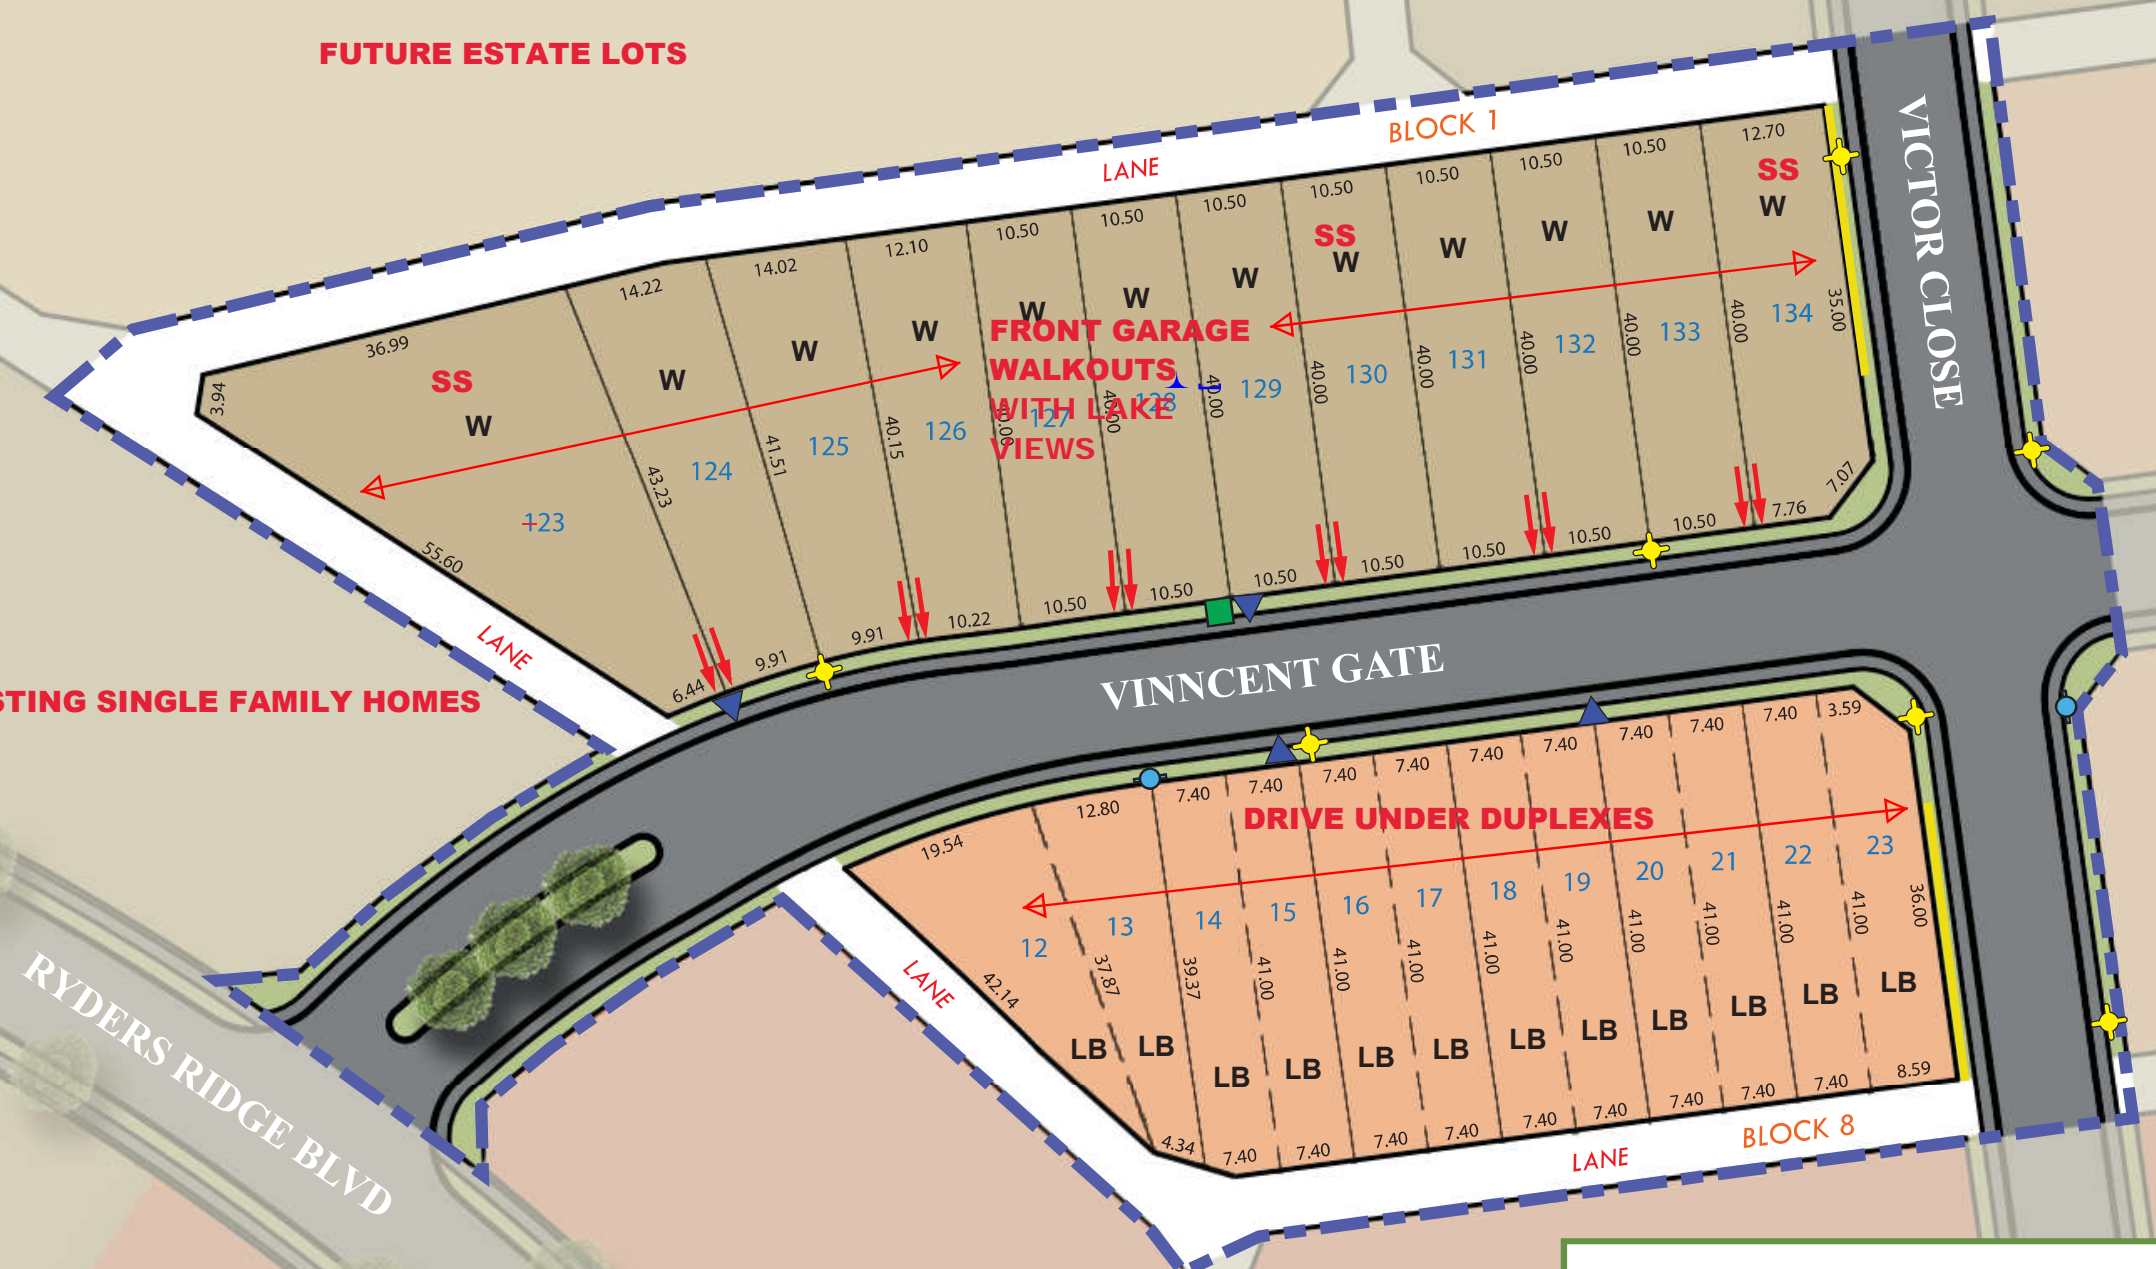 FUTURE ESTATE LOTS
BLOCK 1
LANE
VICTOR CLOSE
36.99
14.22
14.02
12.10
10.50
10.50
10.50
10.50
10.50
10.50
10.50
12.70
3.94
SS
W
W
W
W
W
W
W
SS
W
W
W
W
SS
W
FRONT GARAGE
WALKOUTS
WITH LAKE
VIEWS
123
124
125
126
127
128
129
130
131
132
133
134
43.23
41.51
40.15
40.00
40.00
40.00
40.00
40.00
40.00
40.00
40.00
35.00
55.60
6.44
9.91
9.91
10.22
10.50
10.50
10.50
10.50
10.50
10.50
10.50
7.76
7.07
LANE
STING SINGLE FAMILY HOMES
VINNCENT GATE
19.54
12.80
7.40
7.40
7.40
7.40
7.40
7.40
7.40
7.40
7.40
3.59
DRIVE UNDER DUPLEXES
12
13
14
15
16
17
18
19
20
21
22
23
42.14
37.87
39.37
41.00
41.00
41.00
41.00
41.00
41.00
41.00
41.00
41.00
36.00
LB
LB
LB
LB
LB
LB
LB
LB
LB
LB
LB
LB
4.34
7.40
7.40
7.40
7.40
7.40
7.40
7.40
7.40
7.40
8.59
LANE
LANE
BLOCK 8
RYDERS RIDGE BLVD